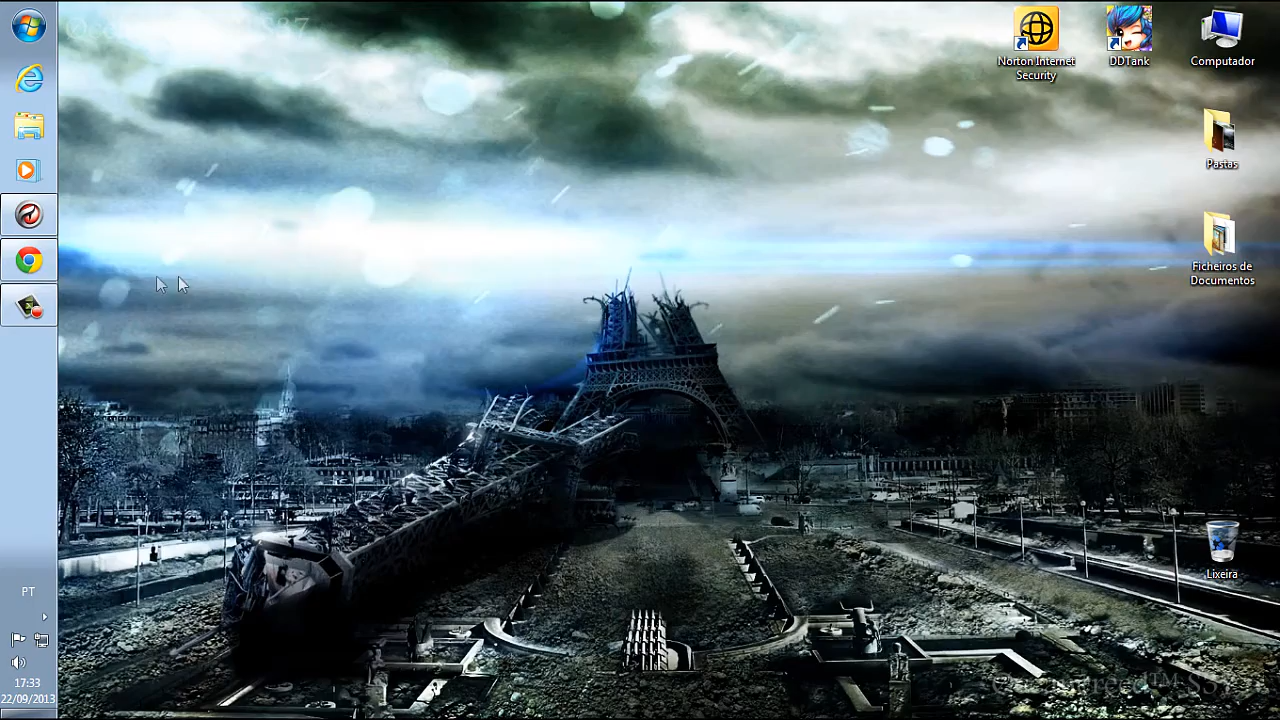 Norton Internet
Security
DDTank
Computador
Pastas
Ficheiros de
Documentos
Lixeira
PT
17:33
22/09/2013